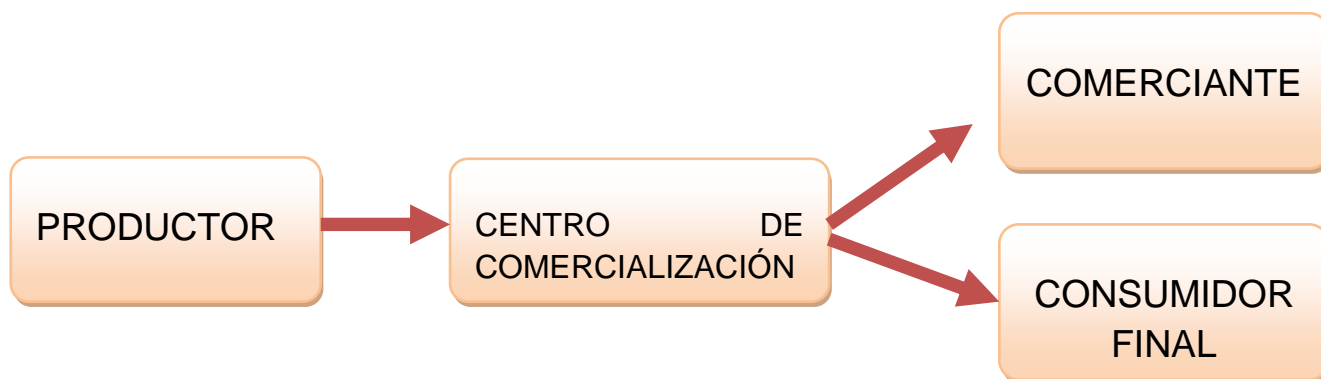 PRODUCTOR
CENTRO DE
COMERCIALIZACIÓN
COMERCIANTE
CONSUMIDOR
FINAL